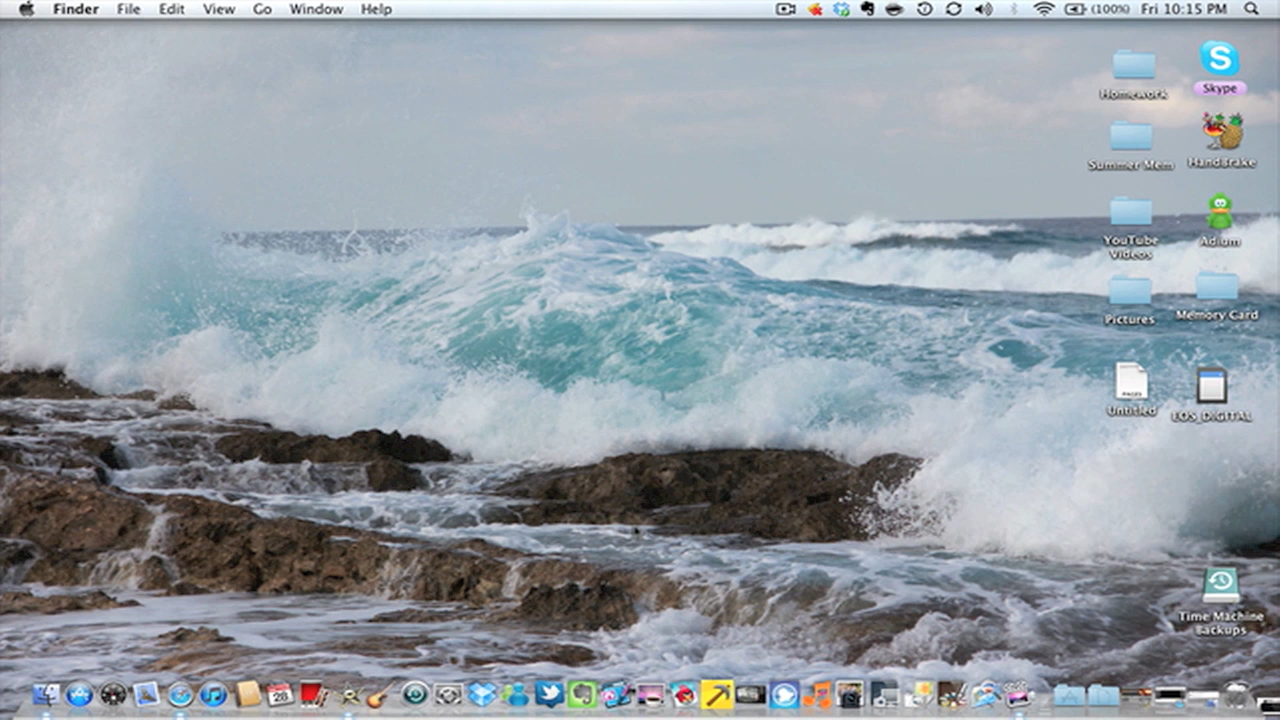 Finder File Edit View Go Window Help (100%) Fri 10:15 PM
Homework
Skype
Summer Mem
HandBrake
YouTube
Videos
Adium
Pictures
Memory Card
PAGES
Untitled
EOS_DIGITAL
Time Machine
Backups